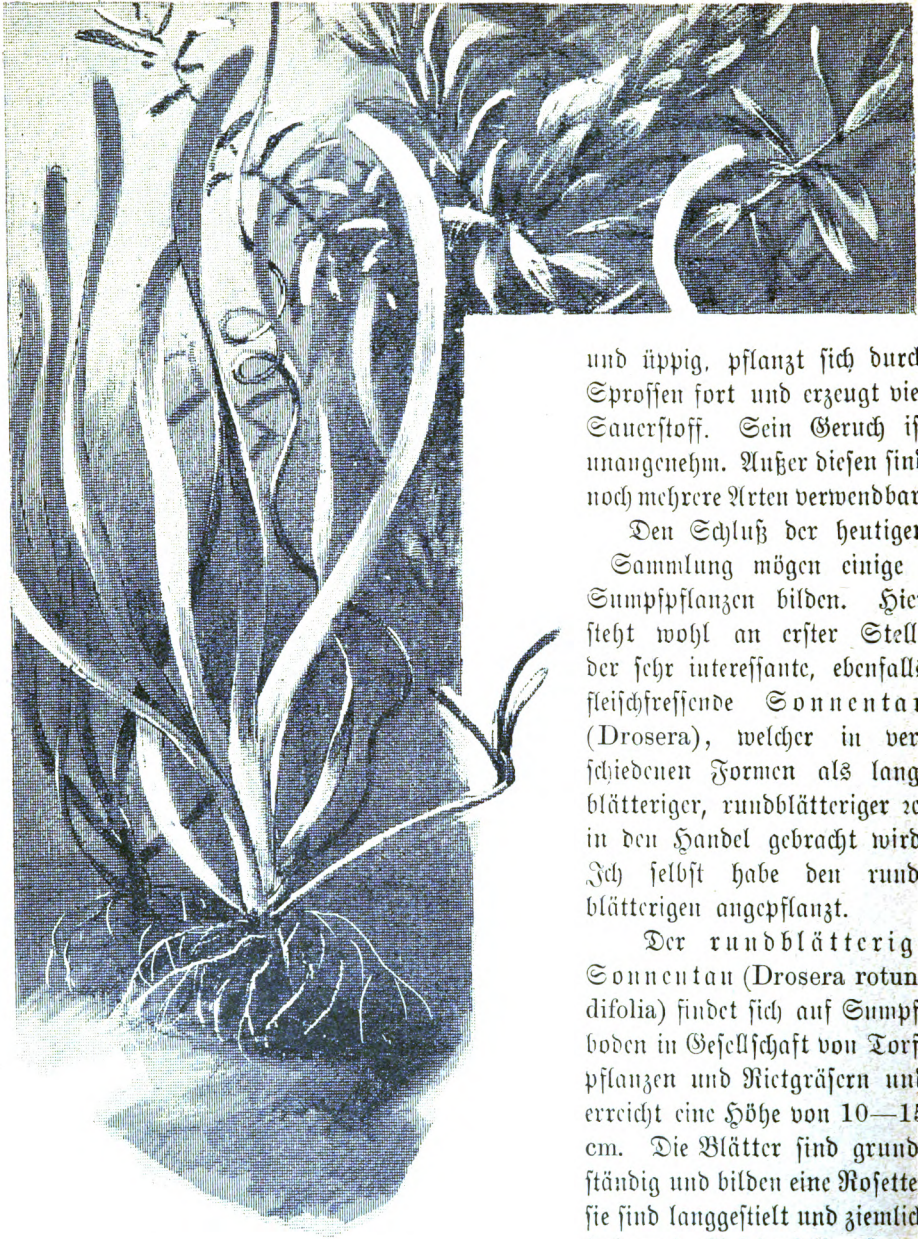 und üppig, pflanzt sich durch
Sprossen fort und erzeugt viel
Sauerstoff. Sein Geruch ist
unangenehm. Außer diesen sind
noch mehrere Arten verwendbar
Den Schluß der heutigen
Sammlung mögen einige
Sumpfpflanzen bilden. Hier
steht wohl an erster Stell
der sehr interessante, ebenfalls
fleischfressende Sonnentau
(Drosera), welcher in ver
schiedenen Formen als lang
blätteriger, rundblätteriger ꝛc
in den Handel gebracht wird
Ich selbst habe den rund
blätterigen angepflanzt.
Der rundblätterig
Sonnentau (Drosera rotun
difolia) findet sich auf Sumpf
boden in Gesellschaft von Torf
pflanzen und Rietgräsern und
erreicht eine Höhe von 10—15
cm. Die Blätter sind grund
ständig und bilden eine Rosette
sie sind langgestielt und ziemlich